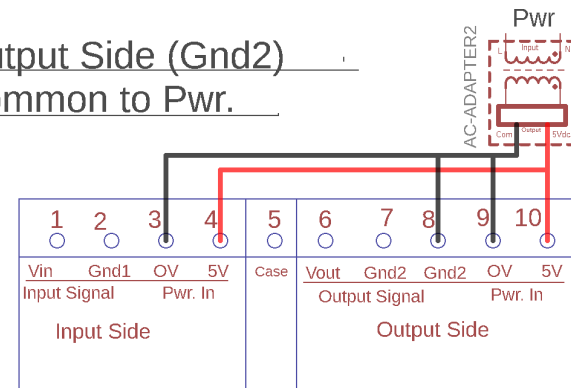 Pwr
utput Side (Gnd2)
mmon to Pwr.
AC-ADAPTER2
L Input N
Com Output 5Vdc
1 2 3 4 5 6 7 8 9 10
Vin Gnd1 OV 5V Case Vout Gnd2 Gnd2 OV 5V
Input Signal Pwr. In Output Signal Pwr. In
Input Side Output Side